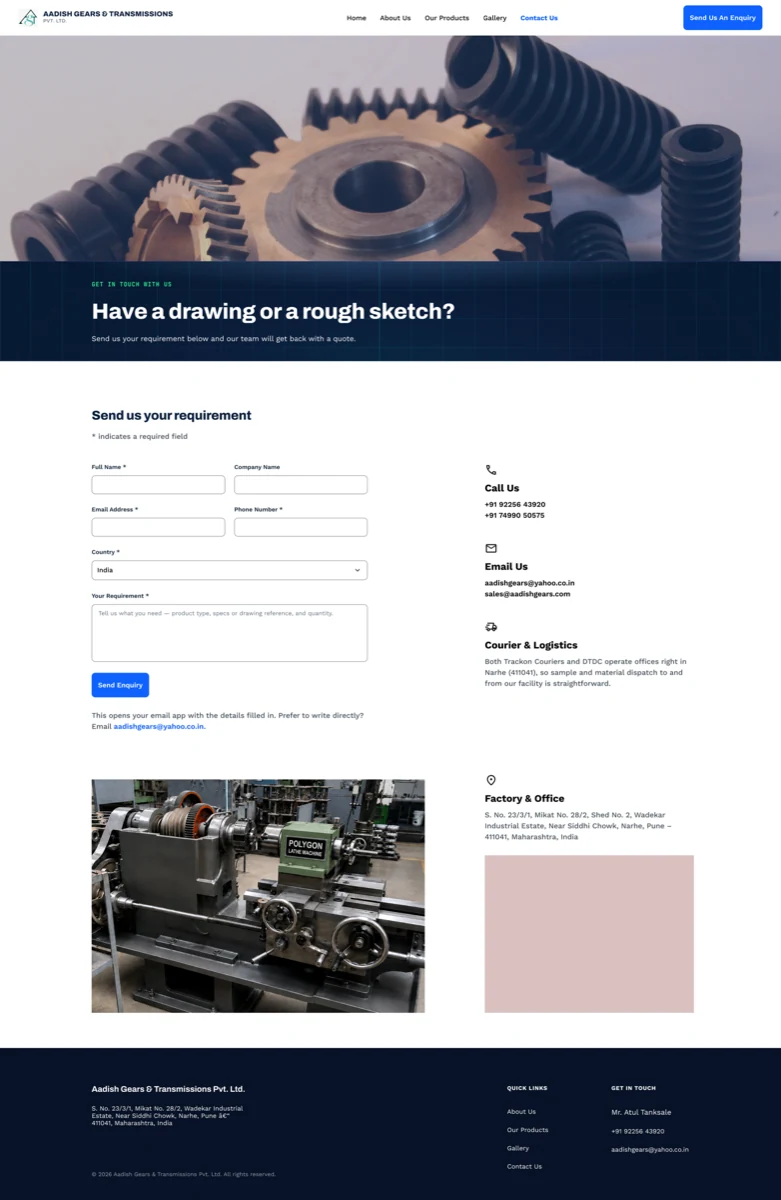 AADISH GEARS & TRANSMISSIONS
PVT. LTD.
Home About Us Our Products Gallery Contact Us
Send Us An Enquiry
GET IN TOUCH WITH US
Have a drawing or a rough sketch?
Send us your requirement below and our team will get back with a quote.
Send us your requirement
* indicates a required field
Full Name *
Company Name
Email Address *
Phone Number *
Country *
India
Your Requirement *
Tell us what you need — product type, specs or drawing reference, and quantity.
Send Enquiry
This opens your email app with the details filled in. Prefer to write directly?
Email aadishgears@yahoo.co.in.
Call Us
+91 92256 43920
+91 74990 50575
Email Us
aadishgears@yahoo.co.in
sales@aadishgears.com
Courier & Logistics
Both Trackon Couriers and DTDC operate offices right in
Narhe (411041), so sample and material dispatch to and
from our facility is straightforward.
POLYGON
LATHE MACHINE
Factory & Office
S. No. 23/3/1, Mikat No. 28/2, Shed No. 2, Wadekar
Industrial Estate, Near Siddhi Chowk, Narhe, Pune –
411041, Maharashtra, India
Aadish Gears & Transmissions Pvt. Ltd.
S. No. 23/3/1, Mikat No. 28/2, Wadekar Industrial
Estate, Near Siddhi Chowk, Narhe, Pune â€“
411041, Maharashtra, India
© 2026 Aadish Gears & Transmissions Pvt. Ltd. All rights reserved.
QUICK LINKS
About Us
Our Products
Gallery
Contact Us
GET IN TOUCH
Mr. Atul Tanksale
+91 92256 43920
aadishgears@yahoo.co.in